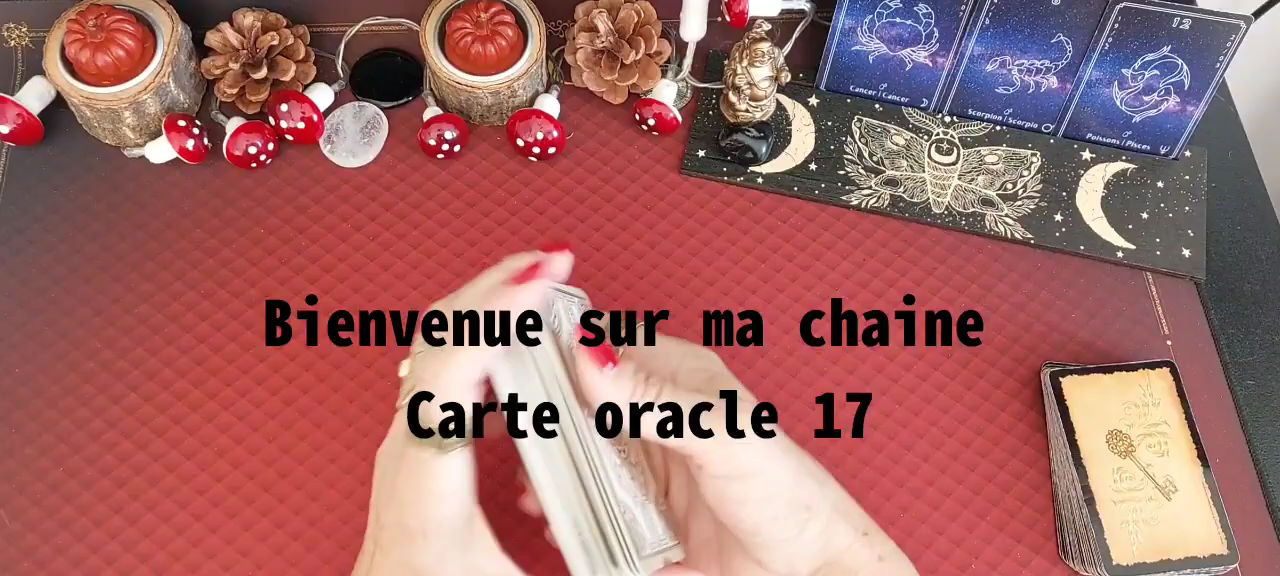 12
Cancer | Cancer
Scorpion | Scorpio
Poissons | Pisces
Bienvenue sur ma chaine
Carte oracle 17